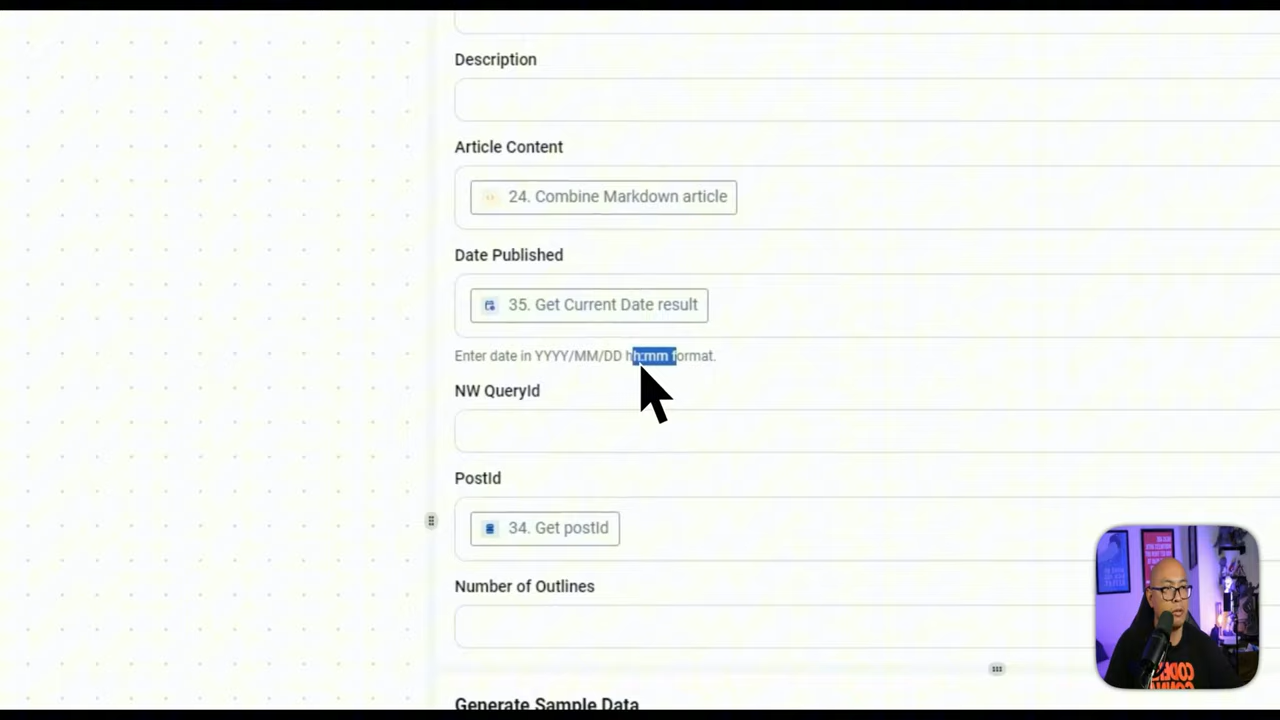 Description
Article Content
24. Combine Markdown article
Date Published
35. Get Current Date result
Enter date in YYYY/MM/DD hh:mm format.
NW QueryId
PostId
34. Get postId
Number of Outlines
Generate Sample Data